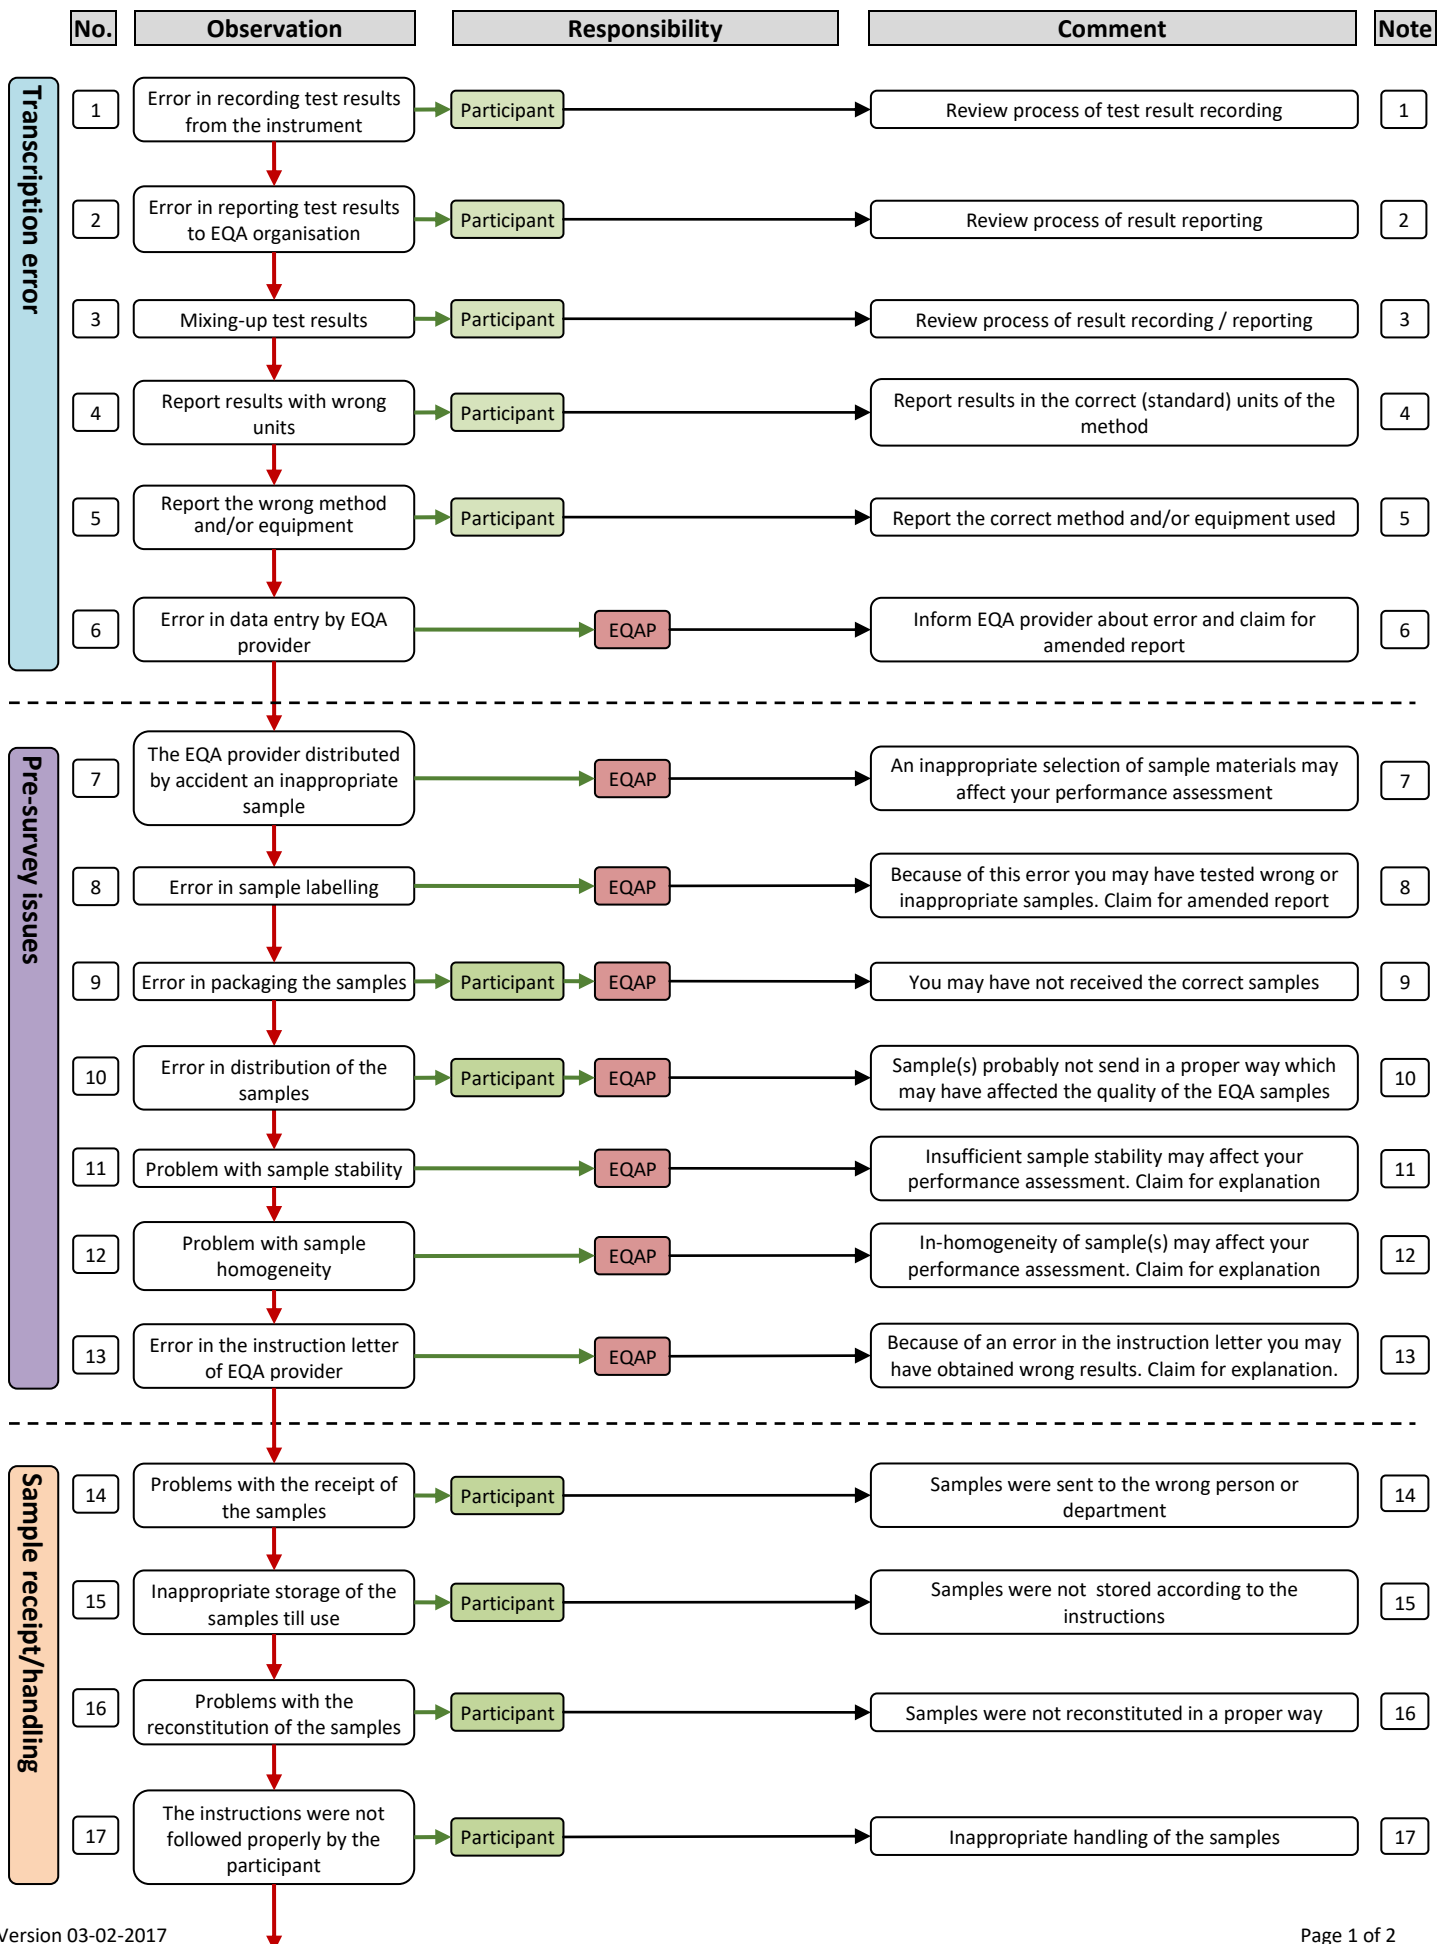 No.
Observation
Responsibility
Comment
Note
Transcription error
1
Error in recording test results
from the instrument
Participant
Review process of test result recording
1
2
Error in reporting test results
to EQA organisation
Participant
Review process of result reporting
2
3
Mixing-up test results
Participant
Review process of result recording / reporting
3
4
Report results with wrong
units
Participant
Report results in the correct (standard) units of the
method
4
5
Report the wrong method
and/or equipment
Participant
Report the correct method and/or equipment used
5
6
Error in data entry by EQA
provider
EQAP
Inform EQA provider about error and claim for
amended report
6
Pre-survey issues
7
The EQA provider distributed
by accident an inappropriate
sample
EQAP
An inappropriate selection of sample materials may
affect your performance assessment
7
8
Error in sample labelling
EQAP
Because of this error you may have tested wrong or
inappropriate samples. Claim for amended report
8
9
Error in packaging the samples
Participant
EQAP
You may have not received the correct samples
9
10
Error in distribution of the
samples
Participant
EQAP
Sample(s) probably not send in a proper way which
may have affected the quality of the EQA samples
10
11
Problem with sample stability
EQAP
Insufficient sample stability may affect your
performance assessment. Claim for explanation
11
12
Problem with sample
homogeneity
EQAP
In-homogeneity of sample(s) may affect your
performance assessment. Claim for explanation
12
13
Error in the instruction letter
of EQA provider
EQAP
Because of an error in the instruction letter you may
have obtained wrong results. Claim for explanation.
13
Sample receipt/handling
14
Problems with the receipt of
the samples
Participant
Samples were sent to the wrong person or
department
14
15
Inappropriate storage of the
samples till use
Participant
Samples were not stored according to the
instructions
15
16
Problems with the
reconstitution of the samples
Participant
Samples were not reconstituted in a proper way
16
17
The instructions were not
followed properly by the
participant
Participant
Inappropriate handling of the samples
17
Version 03-02-2017
Page 1 of 2